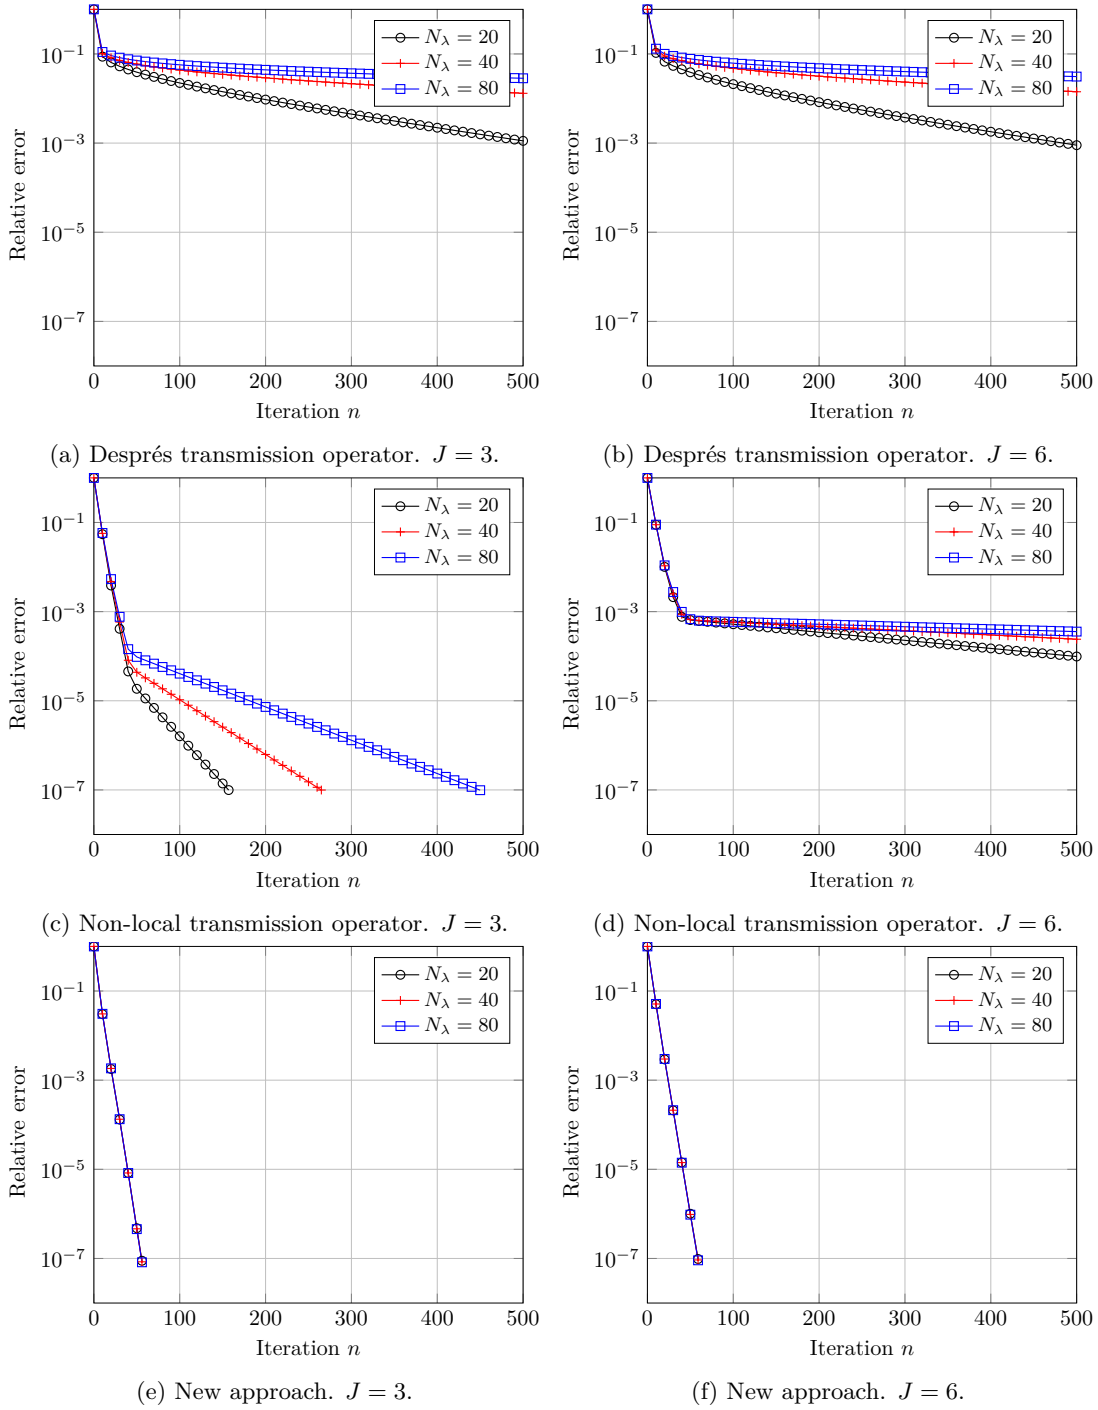 10⁻¹
10⁻³
10⁻⁵
10⁻⁷
Relative error
0 100 200 300 400 500
Iteration n
N_λ = 20
N_λ = 40
N_λ = 80
(a) Després transmission operator. J = 3.
10⁻¹
10⁻³
10⁻⁵
10⁻⁷
Relative error
0 100 200 300 400 500
Iteration n
N_λ = 20
N_λ = 40
N_λ = 80
(b) Després transmission operator. J = 6.
10⁻¹
10⁻³
10⁻⁵
10⁻⁷
Relative error
0 100 200 300 400 500
Iteration n
N_λ = 20
N_λ = 40
N_λ = 80
(c) Non-local transmission operator. J = 3.
10⁻¹
10⁻³
10⁻⁵
10⁻⁷
Relative error
0 100 200 300 400 500
Iteration n
N_λ = 20
N_λ = 40
N_λ = 80
(d) Non-local transmission operator. J = 6.
10⁻¹
10⁻³
10⁻⁵
10⁻⁷
Relative error
0 100 200 300 400 500
Iteration n
N_λ = 20
N_λ = 40
N_λ = 80
(e) New approach. J = 3.
10⁻¹
10⁻³
10⁻⁵
10⁻⁷
Relative error
0 100 200 300 400 500
Iteration n
N_λ = 20
N_λ = 40
N_λ = 80
(f) New approach. J = 6.